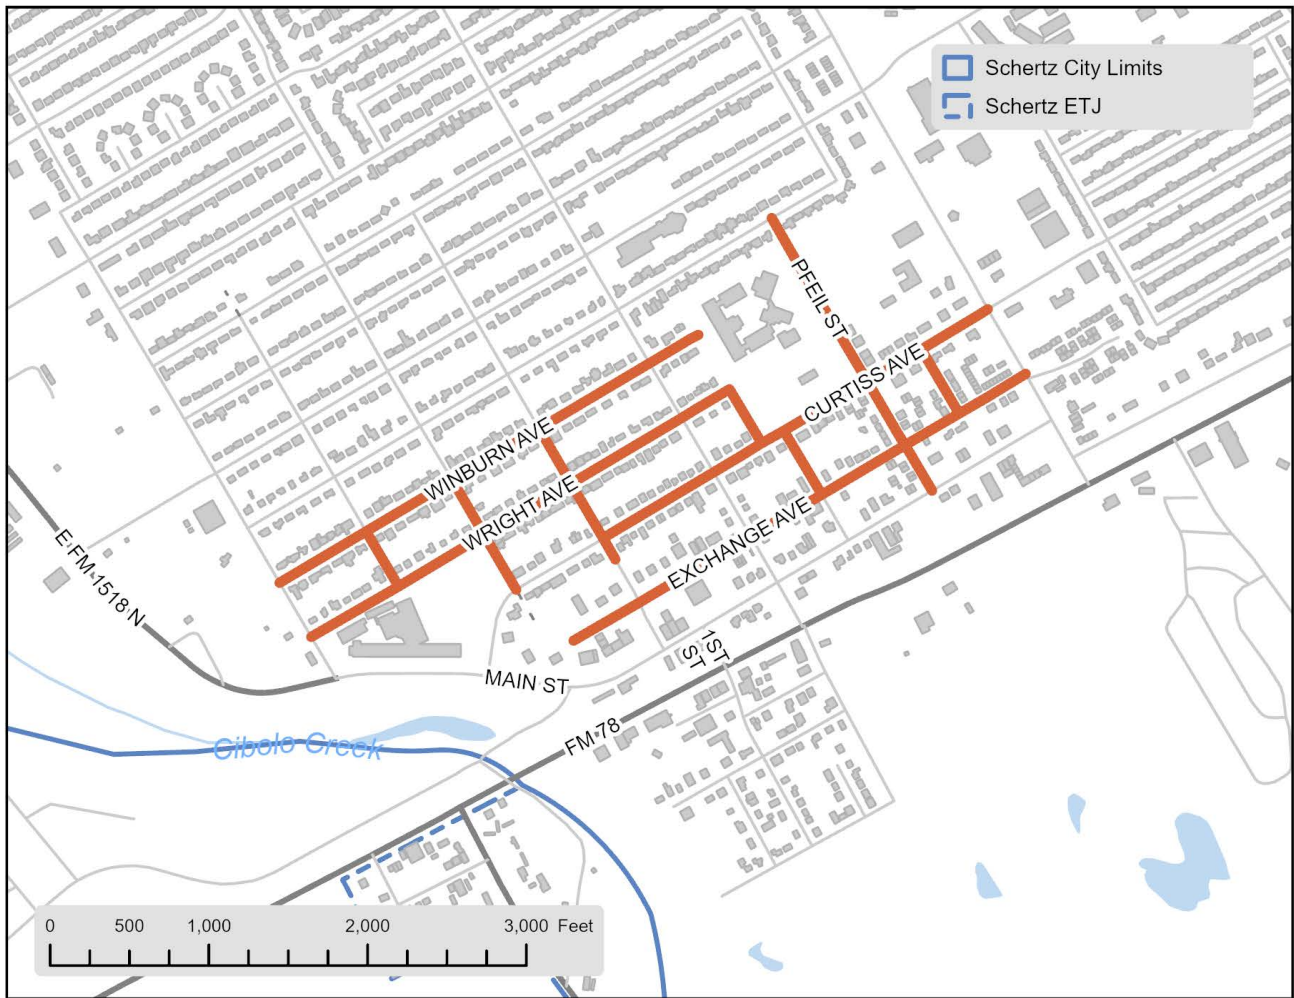 Schertz City Limits
Schertz ETJ
PFEIL ST
CURTISS AVE
WINBURN AVE
WRIGHT AVE
EXCHANGE AVE
E FM 1518 N
1ST
ST
MAIN ST
FM 78
Cibolo Creek
0 500 1,000 2,000 3,000 Feet